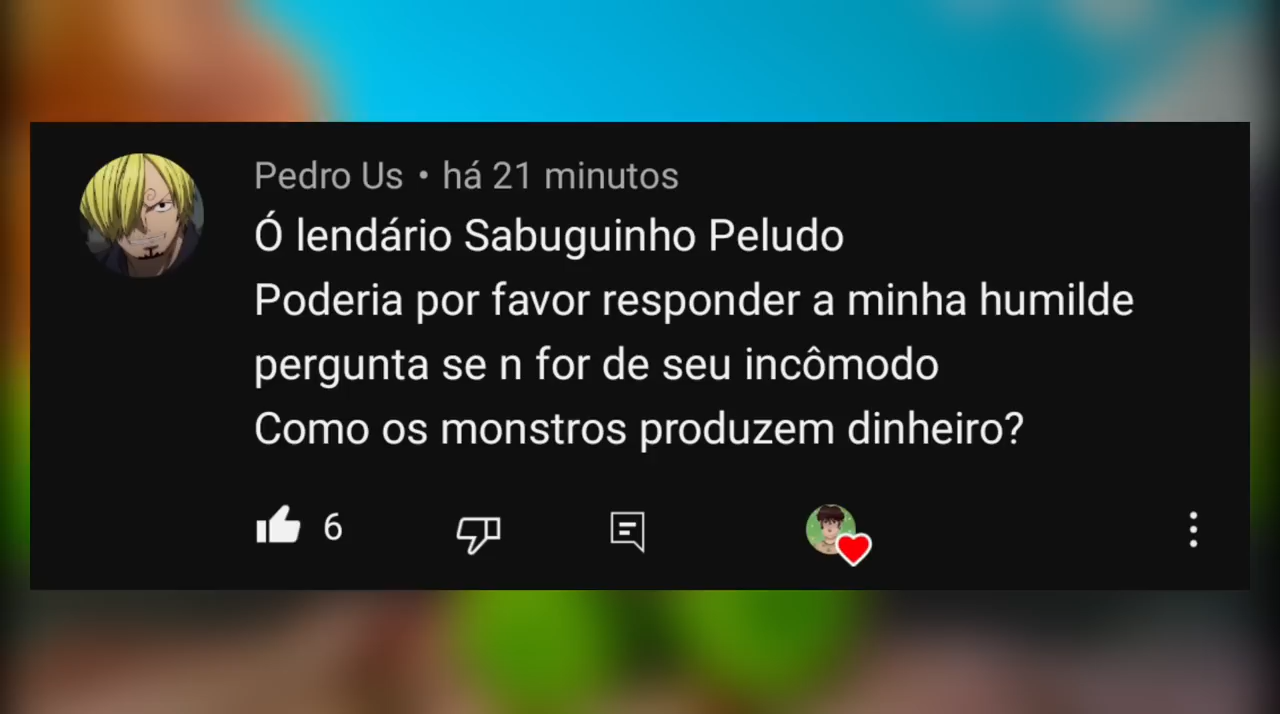 Pedro Us • há 21 minutos
Ó lendário Sabuguinho Peludo
Poderia por favor responder a minha humilde
pergunta se n for de seu incômodo
Como os monstros produzem dinheiro?
6